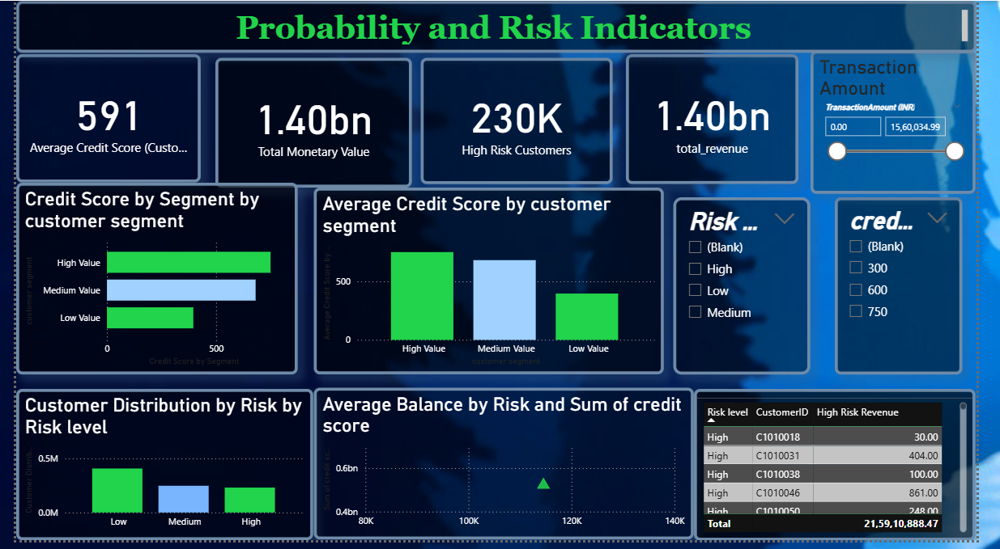 Probability and Risk Indicators
591
Average Credit Score (Custo...
1.40bn
Total Monetary Value
230K
High Risk Customers
1.40bn
total_revenue
Transaction
Amount
TransactionAmount (INR)
0.00
15,60,034.99
Credit Score by Segment by
customer segment
customer segment
High Value
Medium Value
Low Value
0
500
Credit Score by Segment
Average Credit Score by customer
segment
Average Credit Score by ...
500
0
High Value
Medium Value
Low Value
customer segment
Risk ...
(Blank)
High
Low
Medium
cred...
(Blank)
300
600
750
Customer Distribution by Risk by
Risk level
Customer Distrib...
0.5M
0.0M
Low
Medium
High
Average Balance by Risk and Sum of credit
score
Sum of credit sc...
0.6bn
0.4bn
80K
100K
120K
140K
Risk level CustomerID High Risk Revenue
High C1010018 30.00
High C1010031 404.00
High C1010038 100.00
High C1010046 861.00
High C1010050 248.00
Total 21,59,10,888.47